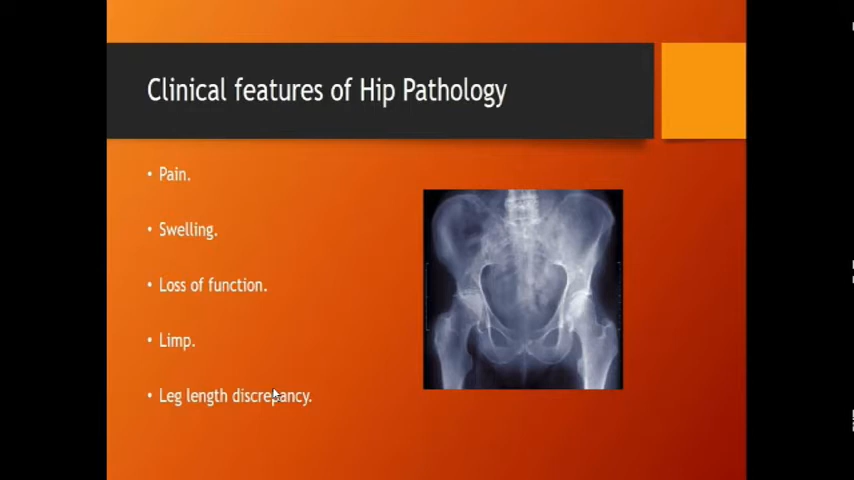 Clinical features of Hip Pathology
• Pain.
• Swelling.
• Loss of function.
• Limp.
• Leg length discrepancy.